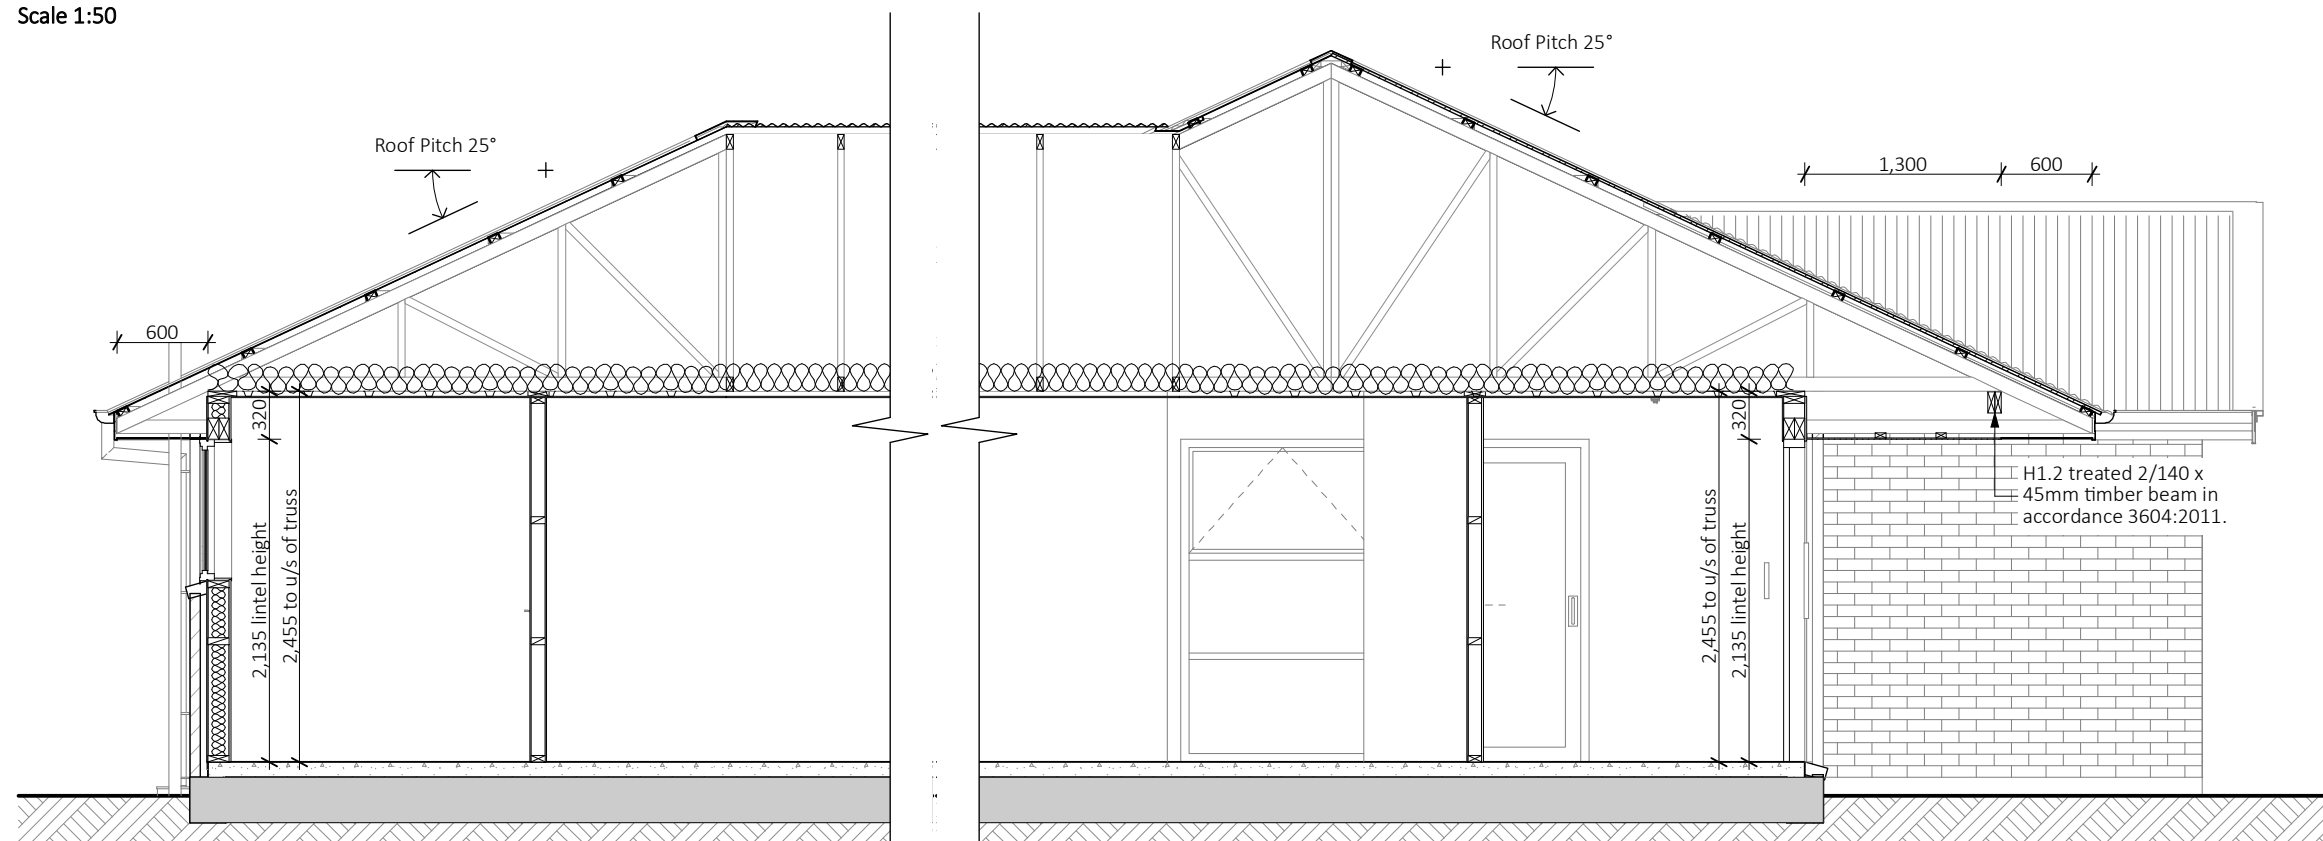 Scale 1:50
Roof Pitch 25°
Roof Pitch 25°
1,300
600
600
320
2,135 lintel height
2,455 to u/s of truss
320
2,455 to u/s of truss
2,135 lintel height
H1.2 treated 2/140 x
45mm timber beam in
accordance 3604:2011.